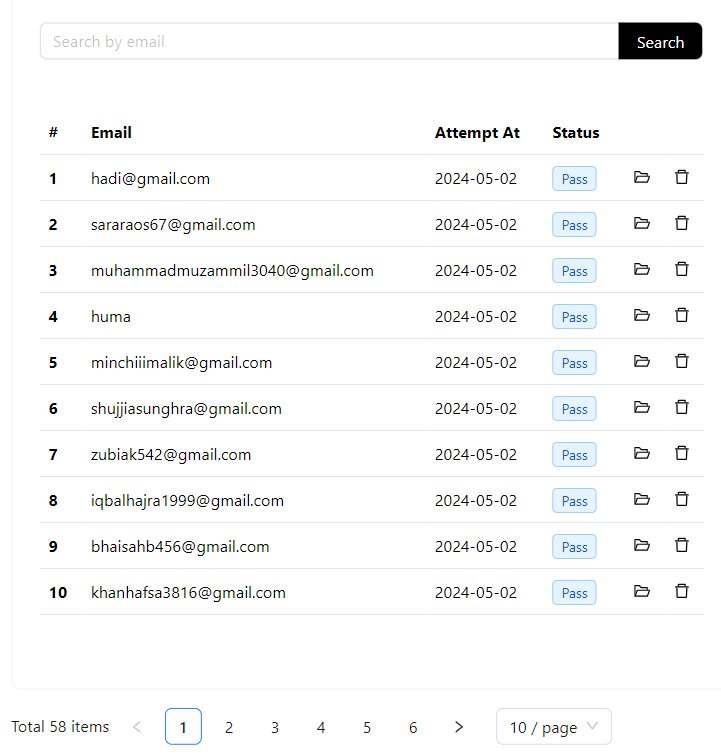 Search by email Search
# Email Attempt At Status
1 hadi@gmail.com 2024-05-02 Pass
2 sararaos67@gmail.com 2024-05-02 Pass
3 muhammadmuzammil3040@gmail.com 2024-05-02 Pass
4 huma 2024-05-02 Pass
5 minchiiimalik@gmail.com 2024-05-02 Pass
6 shujjiasunghra@gmail.com 2024-05-02 Pass
7 zubiak542@gmail.com 2024-05-02 Pass
8 iqbalhajra1999@gmail.com 2024-05-02 Pass
9 bhaisahb456@gmail.com 2024-05-02 Pass
10 khanhafsa3816@gmail.com 2024-05-02 Pass
Total 58 items < 1 2 3 4 5 6 > 10 / page